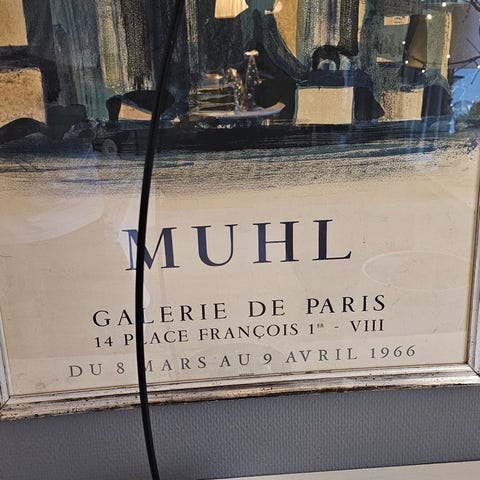 MUHL
GALERIE DE PARIS
14 PLACE FRANÇOIS 1ER - VIII
DU 8 MARS AU 9 AVRIL 1966